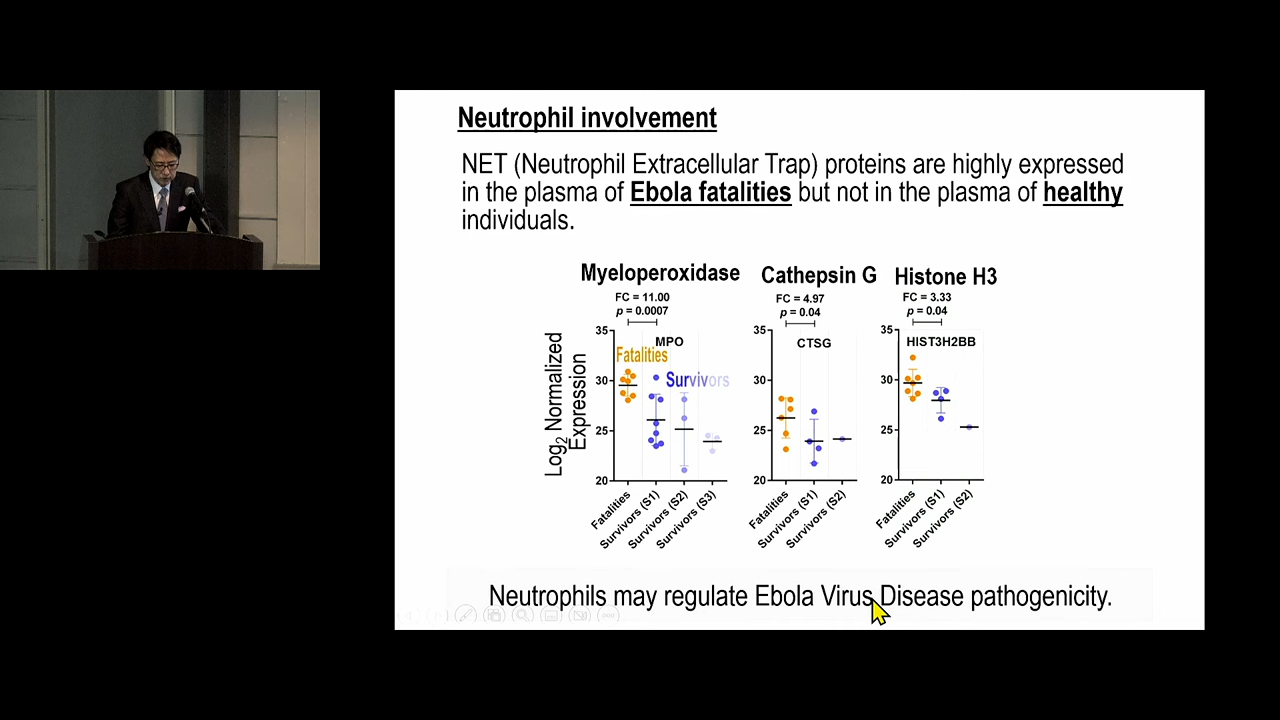 Neutrophil involvement
NET (Neutrophil Extracellular Trap) proteins are highly expressed
in the plasma of Ebola fatalities but not in the plasma of healthy
individuals.
Myeloperoxidase
FC = 11.00
p = 0.0007
MPO
Fatalities
Survivors
Log2 Normalized
Expression
35
30
25
20
Fatalities
Survivors (S1)
Survivors (S2)
Survivors (S3)
Cathepsin G
FC = 4.97
p = 0.04
CTSG
35
30
25
20
Fatalities
Survivors (S1)
Survivors (S2)
Histone H3
FC = 3.33
p = 0.04
HIST3H2BB
35
30
25
20
Fatalities
Survivors (S1)
Survivors (S2)
Neutrophils may regulate Ebola Virus Disease pathogenicity.